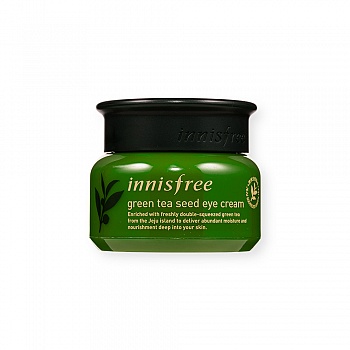 innisfree
innisfree
green tea seed eye cream
Enriched with freshly double-squeezed green tea
from the Jeju island to deliver abundant moisture and
nourishment deep into your skin.